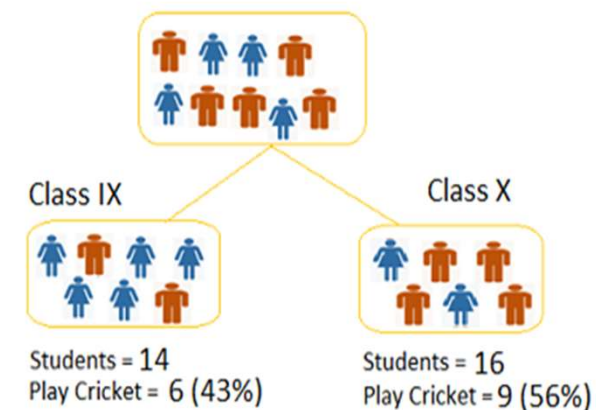 Class IX
Class X
Students = 14
Play Cricket = 6 (43%)
Students = 16
Play Cricket = 9 (56%)